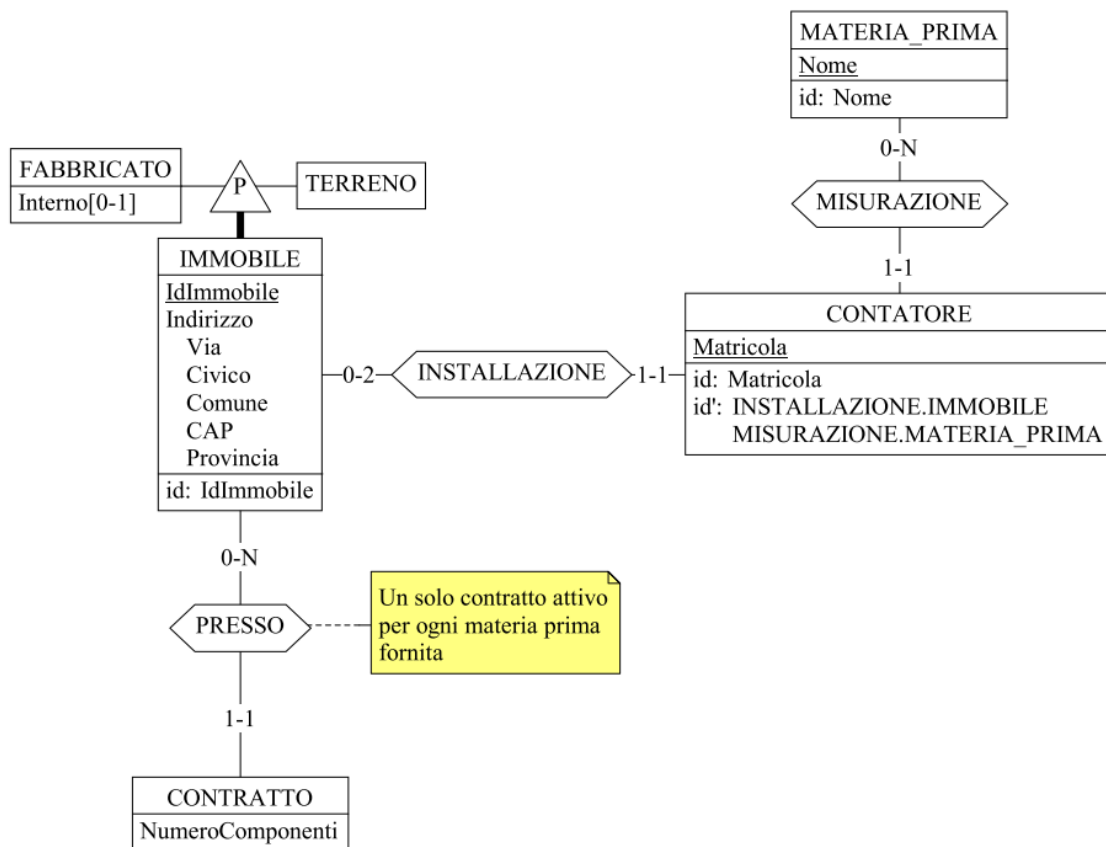 MATERIA_PRIMA
Nome
id: Nome
0-N
MISURAZIONE
1-1
FABBRICATO
Interno[0-1]
P
TERRENO
IMMOBILE
IdImmobile
Indirizzo
Via
Civico
Comune
CAP
Provincia
id: IdImmobile
0-2
INSTALLAZIONE
1-1
CONTATORE
Matricola
id: Matricola
id': INSTALLAZIONE.IMMOBILE
MISURAZIONE.MATERIA_PRIMA
0-N
PRESSO
Un solo contratto attivo
per ogni materia prima
fornita
1-1
CONTRATTO
NumeroComponenti